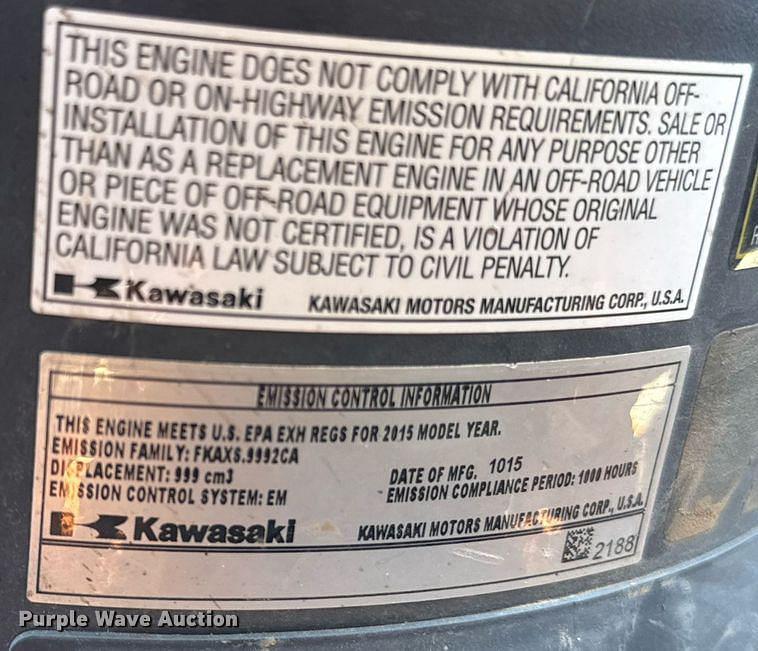 THIS ENGINE DOES NOT COMPLY WITH CALIFORNIA OFF-
ROAD OR ON-HIGHWAY EMISSION REQUIREMENTS. SALE OR
INSTALLATION OF THIS ENGINE FOR ANY PURPOSE OTHER
THAN AS A REPLACEMENT ENGINE IN AN OFF-ROAD VEHICLE
OR PIECE OF OFF-ROAD EQUIPMENT WHOSE ORIGINAL
ENGINE WAS NOT CERTIFIED, IS A VIOLATION OF
CALIFORNIA LAW SUBJECT TO CIVIL PENALTY.
Kawasaki KAWASAKI MOTORS MANUFACTURING CORP., U.S.A.
EMISSION CONTROL INFORMATION
THIS ENGINE MEETS U.S. EPA EXH REGS FOR 2015 MODEL YEAR.
EMISSION FAMILY: FKAXS.9992CA
DISPLACEMENT: 999 cm3 DATE OF MFG. 1015
EMISSION CONTROL SYSTEM: EM EMISSION COMPLIANCE PERIOD: 1000 HOURS
Kawasaki KAWASAKI MOTORS MANUFACTURING CORP., U.S.A.
2188
Purple Wave Auction